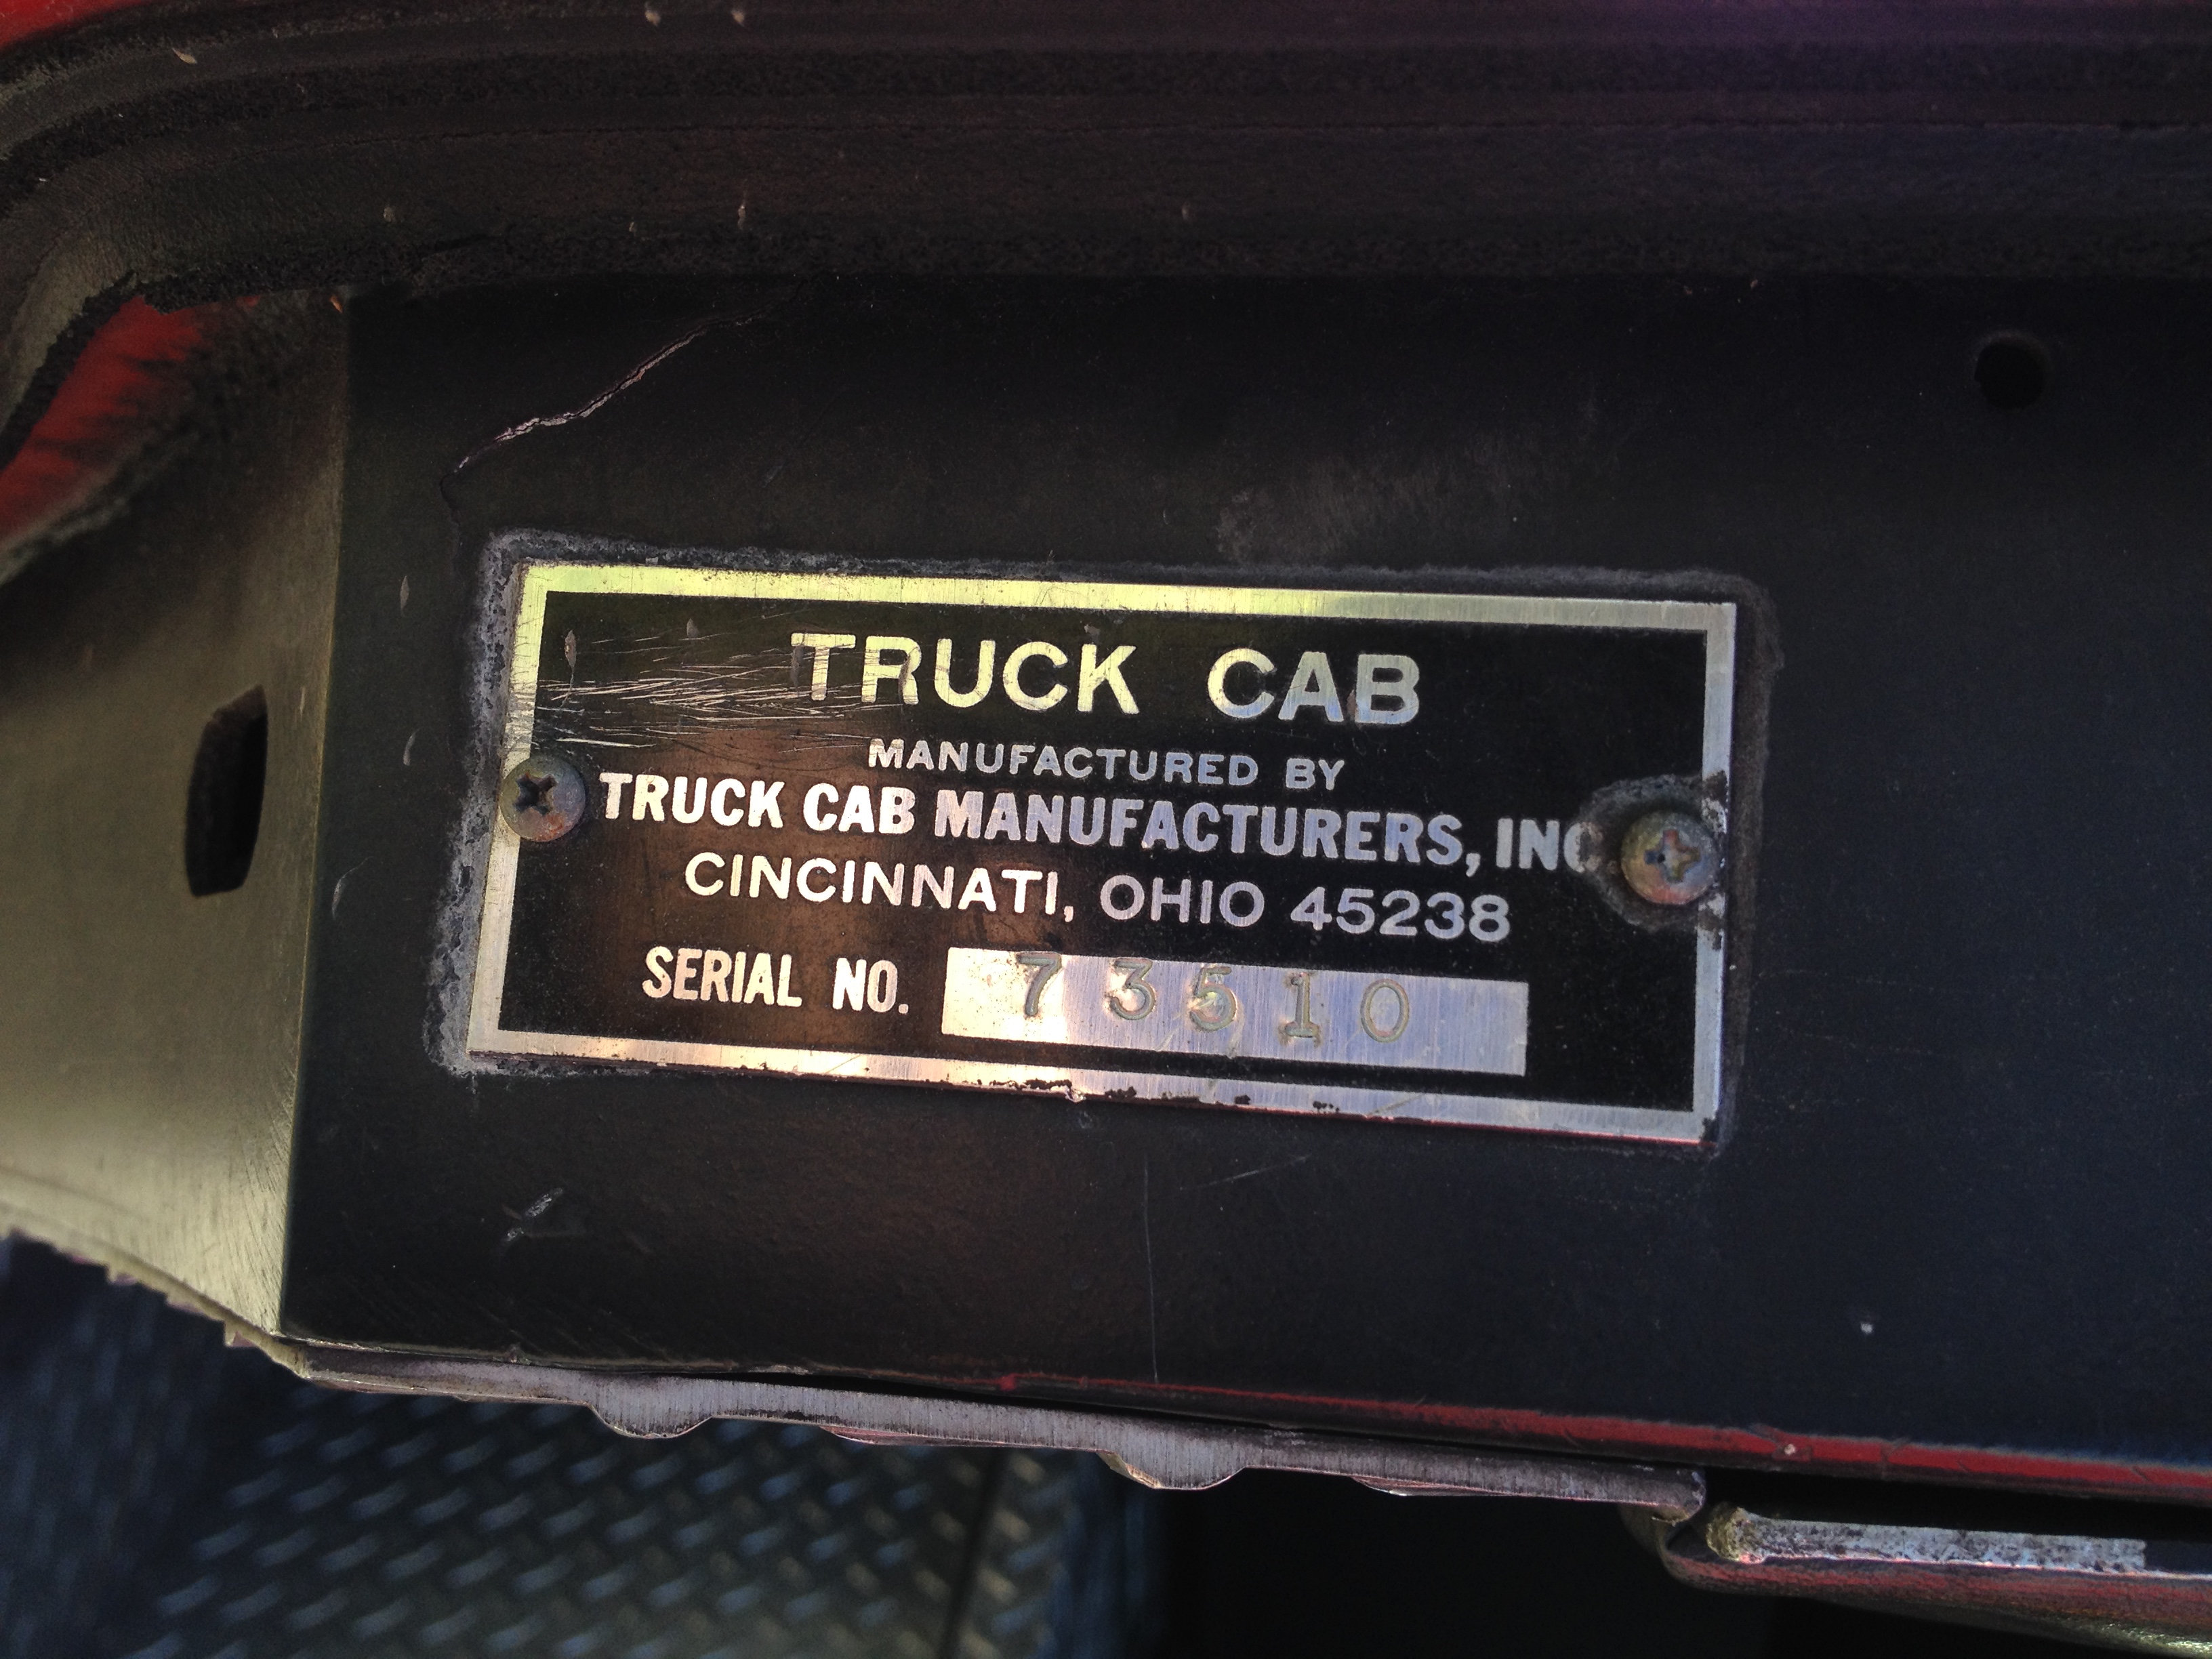 TRUCK CAB
MANUFACTURED BY
TRUCK CAB MANUFACTURERS, INC
CINCINNATI, OHIO 45238
SERIAL NO. 73510